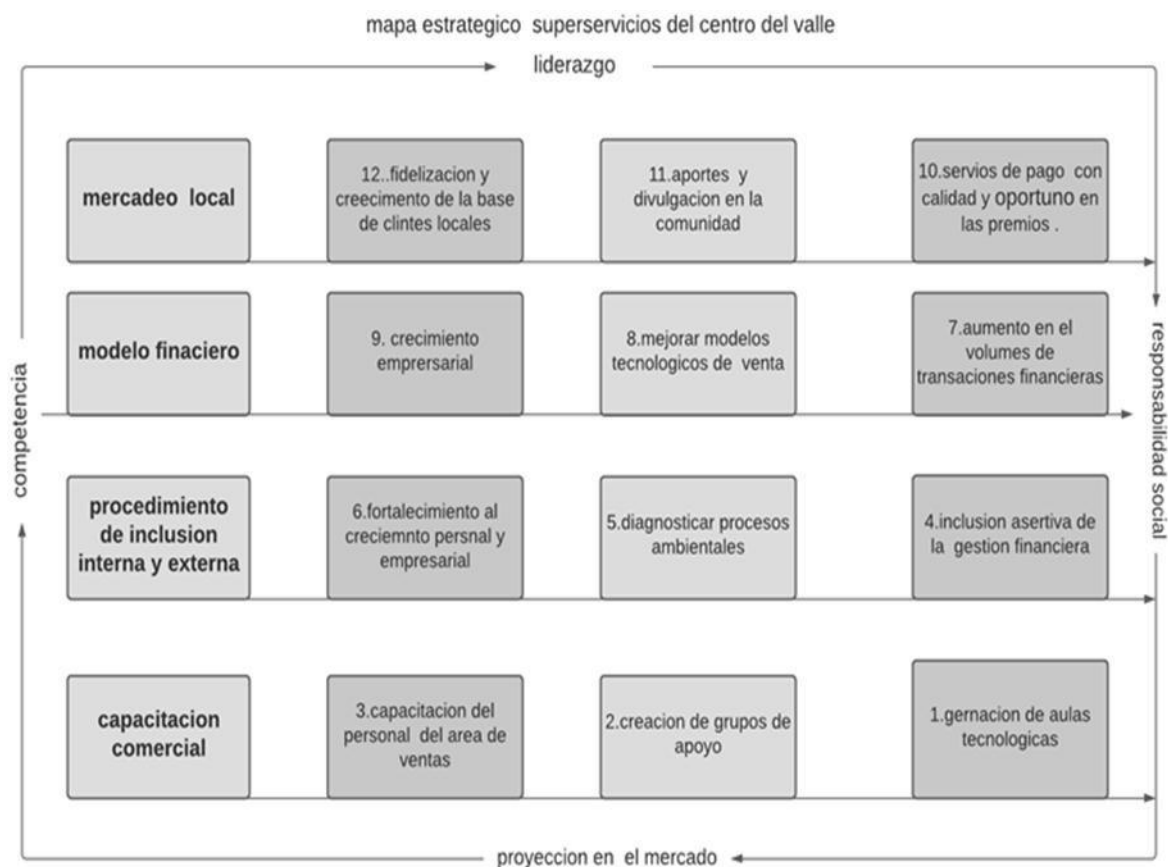 mapa estrategico superservicios del centro del valle
liderazgo
mercadeo local
12..fidelizacion y
creecimento de la base
de clintes locales
11.aportes y
divulgacion en la
comunidad
10.servios de pago con
calidad y oportuno en
las premios .
modelo finaciero
9. crecimiento
emprersarial
8.mejorar modelos
tecnologicos de venta
7.aumento en el
volumes de
transaciones financieras
competencia
responsabilidad social
procedimiento
de inclusion
interna y externa
6.fortalecimiento al
creciemnto persnal y
empresarial
5.diagnosticar procesos
ambientales
4.inclusion asertiva de
la gestion financiera
capacitacion
comercial
3.capacitacion del
personal del area de
ventas
2.creacion de grupos de
apoyo
1.gernacion de aulas
tecnologicas
proyeccion en el mercado